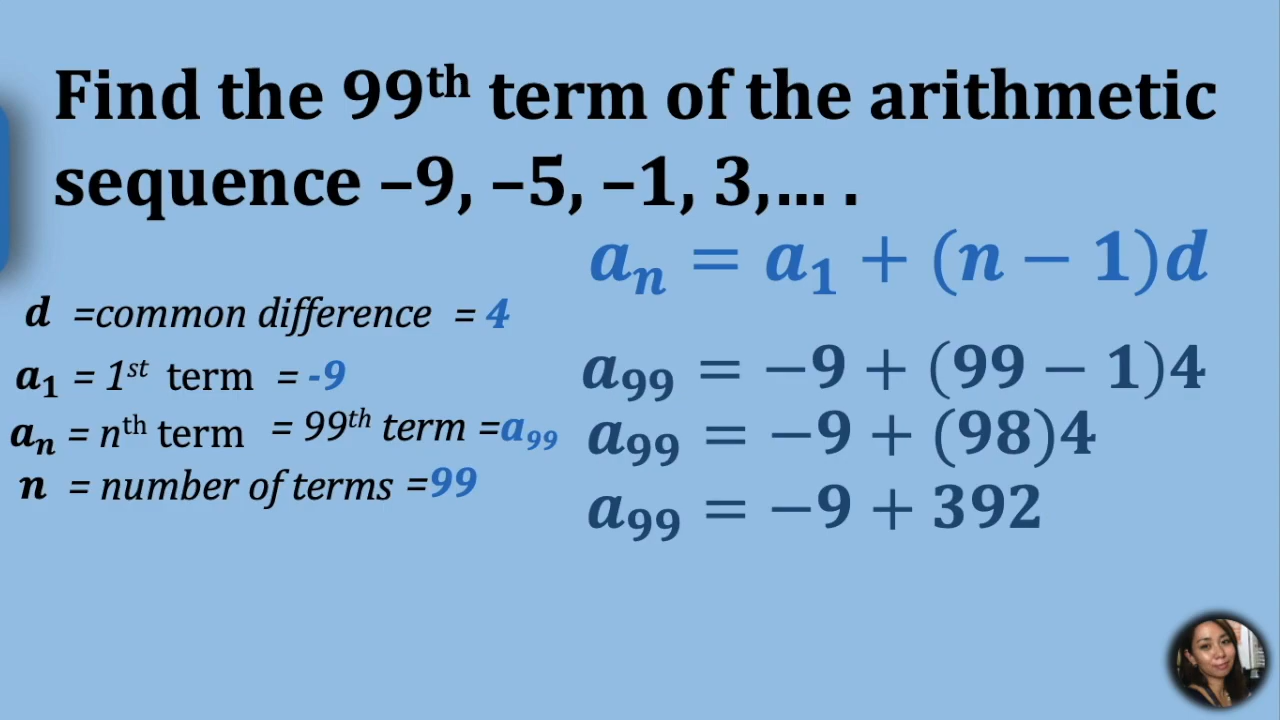 Find the 99th term of the arithmetic
sequence –9, –5, –1, 3,... .
aₙ = a₁ + (n − 1)d
d =common difference = 4
a₁ = 1st term = -9
aₙ = nth term = 99th term =a₉₉
n = number of terms =99
a₉₉ = −9 + (99 − 1)4
a₉₉ = −9 + (98)4
a₉₉ = −9 + 392